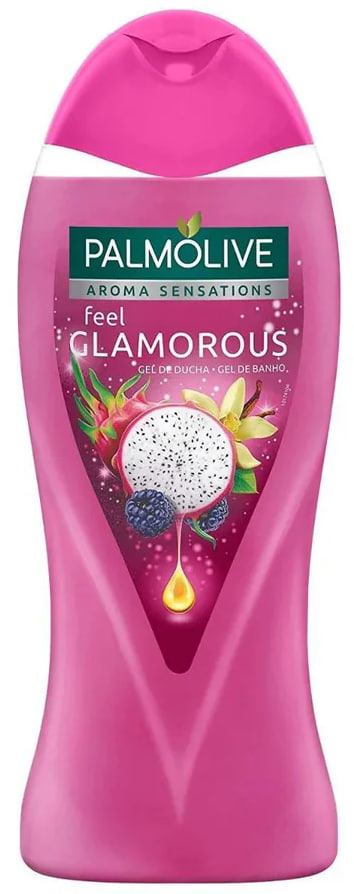 PALMOLIVE
AROMA SENSATIONS
feel
GLAMOROUS
GEL DE DUCHA • GEL DE BANHO